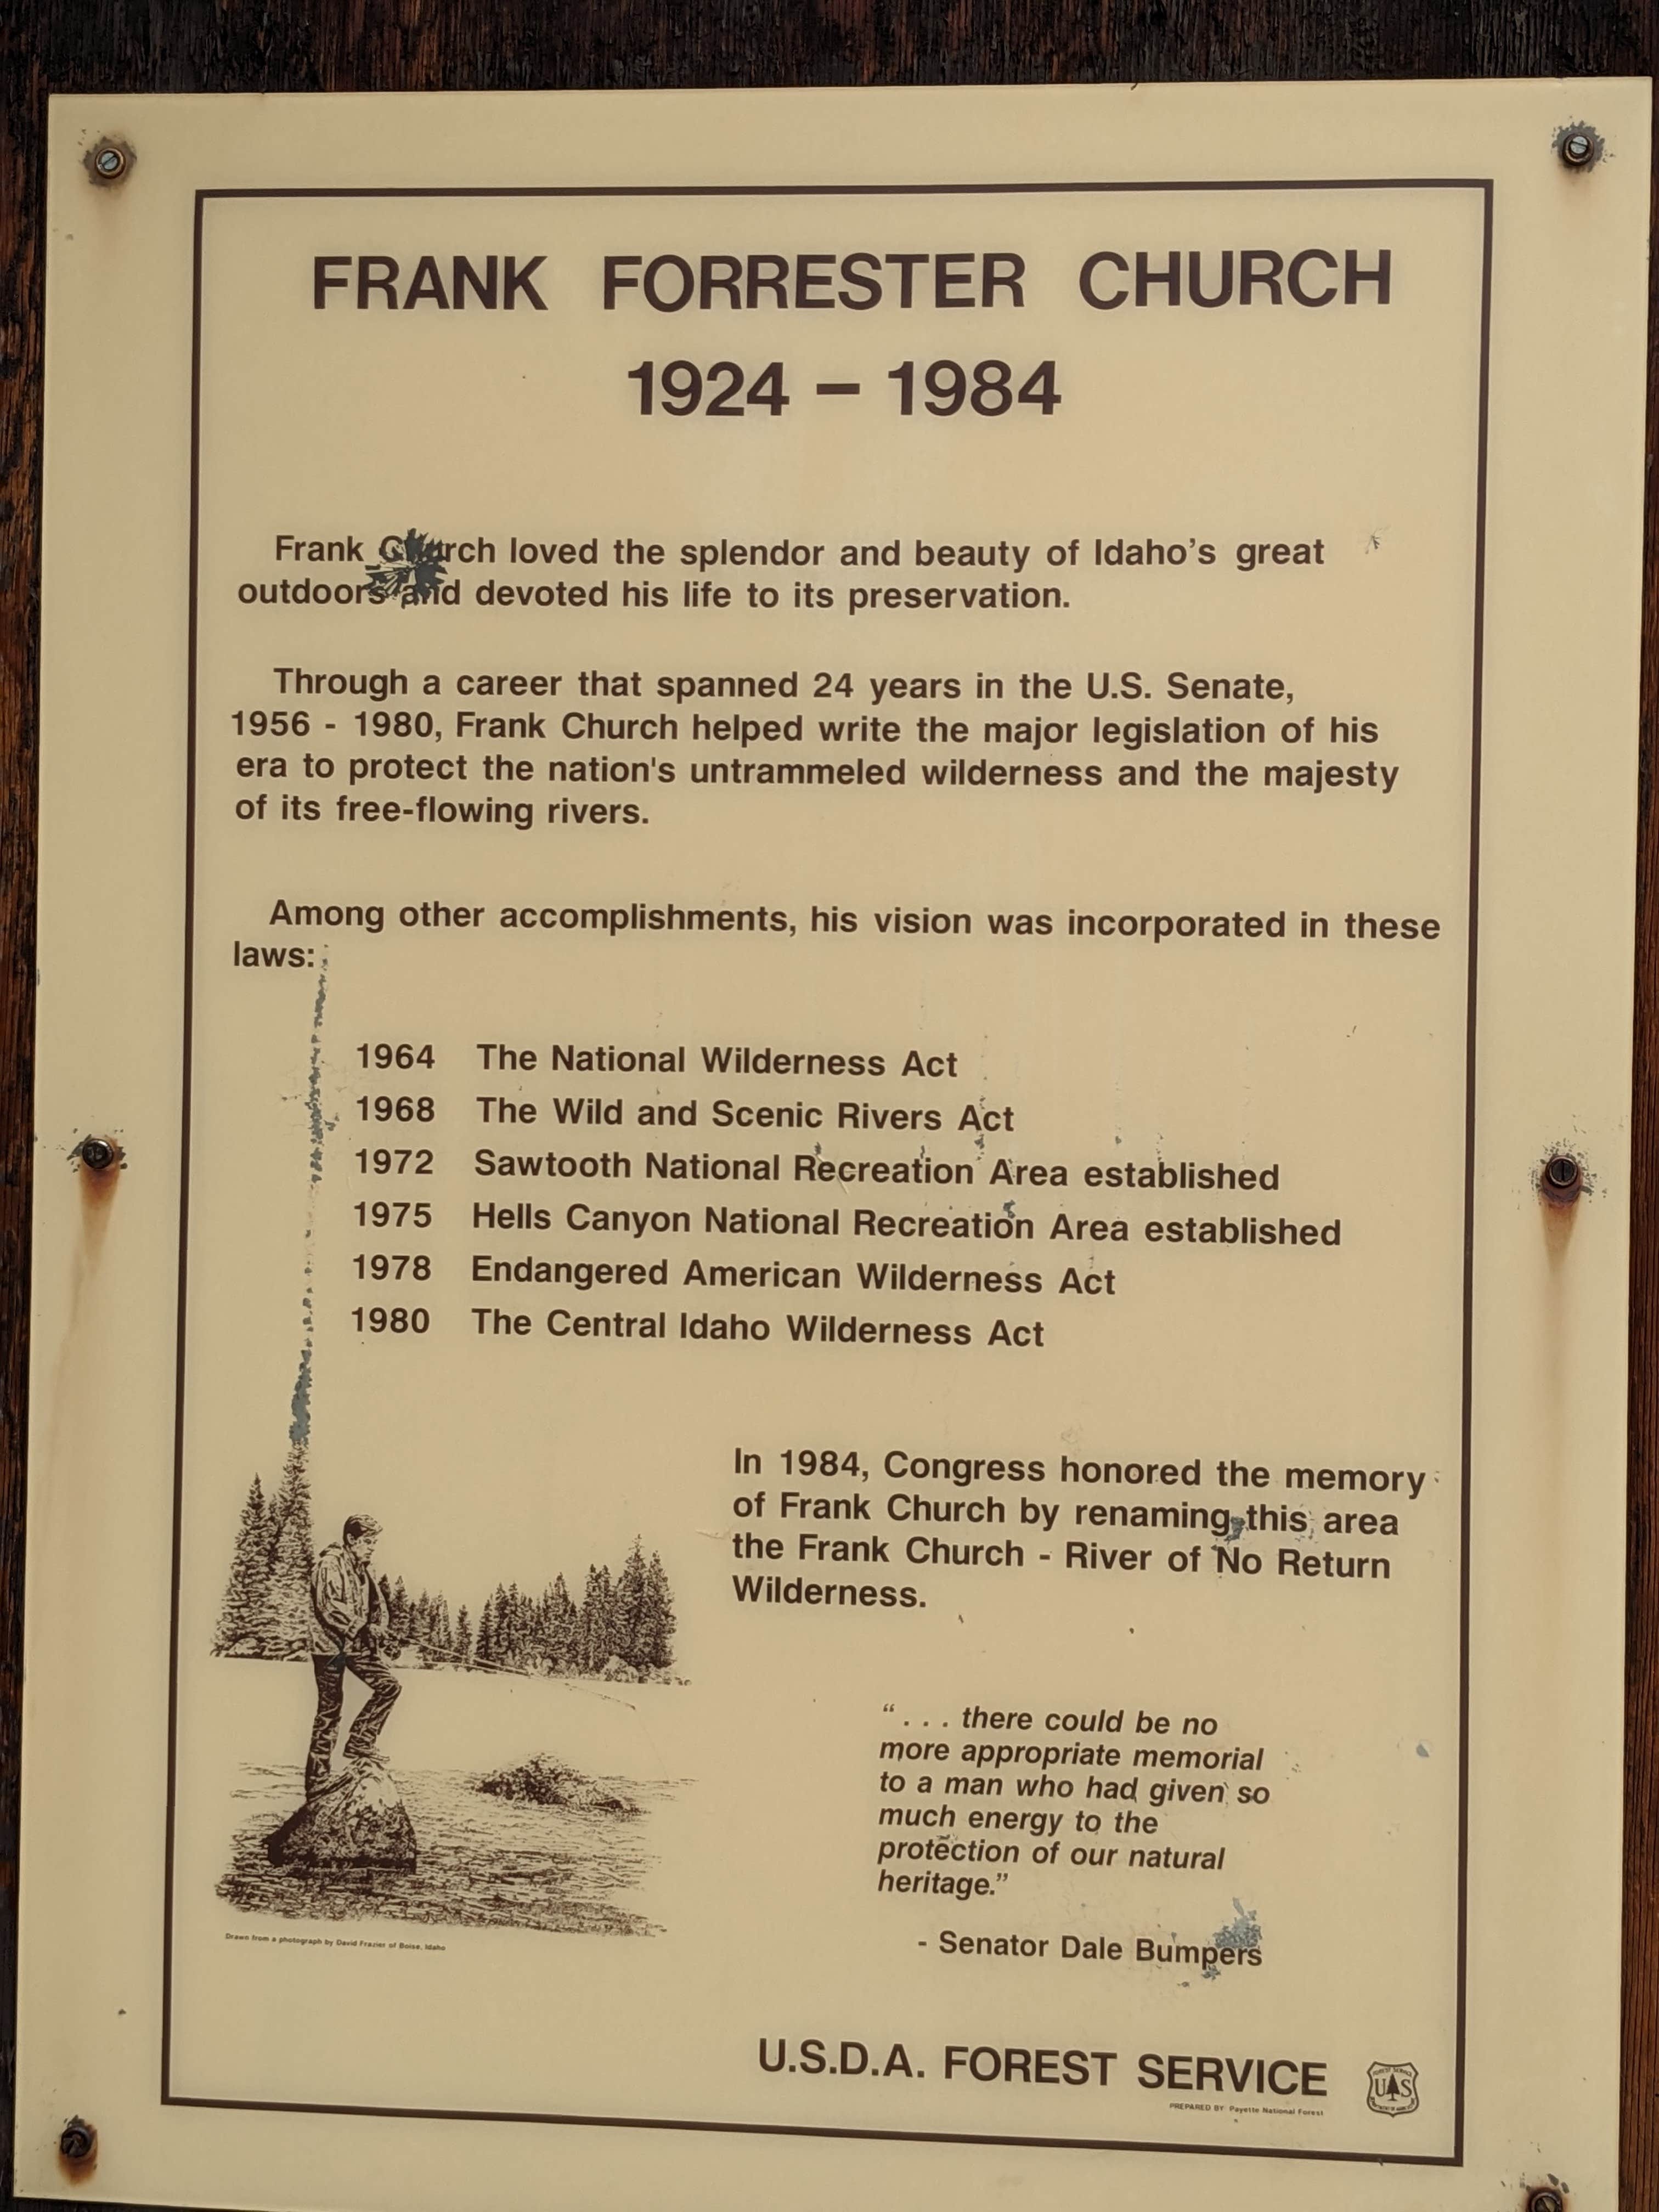 FRANK FORRESTER CHURCH
1924 – 1984
Frank Church loved the splendor and beauty of Idaho's great
outdoors and devoted his life to its preservation.
Through a career that spanned 24 years in the U.S. Senate,
1956 - 1980, Frank Church helped write the major legislation of his
era to protect the nation's untrammeled wilderness and the majesty
of its free-flowing rivers.
Among other accomplishments, his vision was incorporated in these
laws:
1964 The National Wilderness Act
1968 The Wild and Scenic Rivers Act
1972 Sawtooth National Recreation Area established
1975 Hells Canyon National Recreation Area established
1978 Endangered American Wilderness Act
1980 The Central Idaho Wilderness Act
In 1984, Congress honored the memory
of Frank Church by renaming this area
the Frank Church - River of No Return
Wilderness.
“ . . . there could be no
more appropriate memorial
to a man who had given so
much energy to the
protection of our natural
heritage.”
- Senator Dale Bumpers
Drawn from a photograph by David Frazier of Boise, Idaho
U.S.D.A. FOREST SERVICE
PREPARED BY: Payette National Forest
FOREST SERVICE
U S